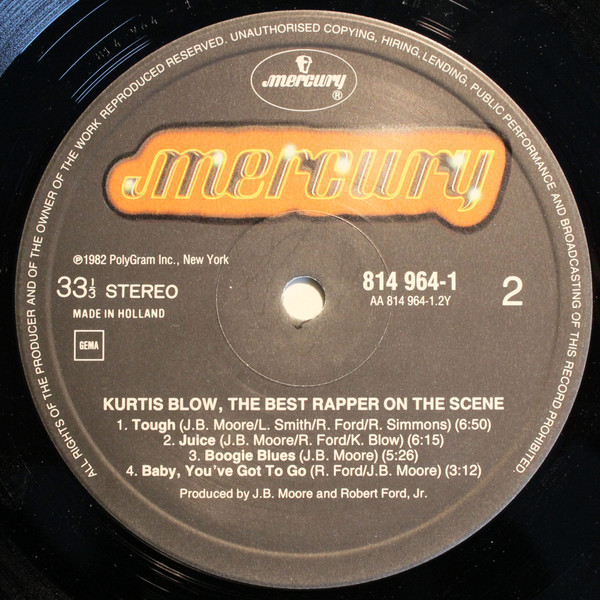 814 964 1
ALL RIGHTS OF THE PRODUCER AND OF THE OWNER OF THE WORK REPRODUCED RESERVED. UNAUTHORISED COPYING, HIRING, LENDING, PUBLIC PERFORMANCE AND BROADCASTING OF THIS RECORD PROHIBITED.
mercury
®
mercury
℗1982 PolyGram Inc., New York
814 964-1
33⅓ STEREO
AA 814 964-1.2Y
2
MADE IN HOLLAND
GEMA
KURTIS BLOW, THE BEST RAPPER ON THE SCENE
1. Tough (J.B. Moore/L. Smith/R. Ford/R. Simmons) (6:50)
2. Juice (J.B. Moore/R. Ford/K. Blow) (6:15)
3. Boogie Blues (J.B. Moore) (5:26)
4. Baby, You've Got To Go (R. Ford/J.B. Moore) (3:12)
Produced by J.B. Moore and Robert Ford, Jr.